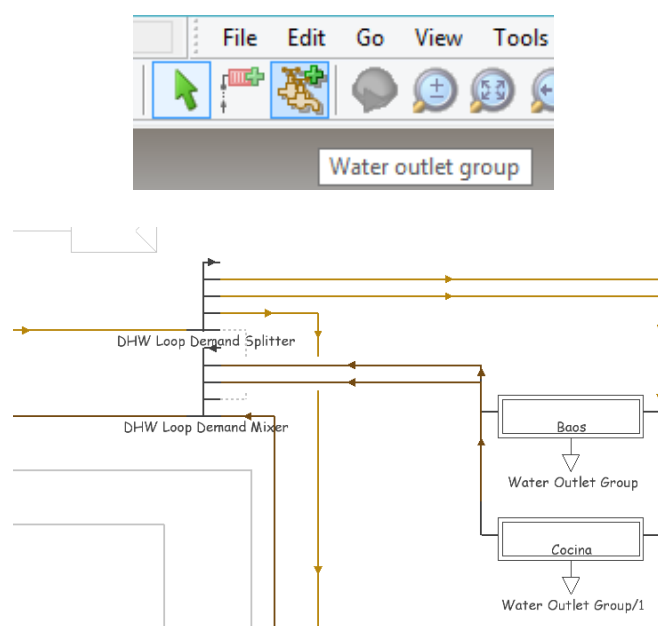 File Edit Go View Tools
Water outlet group
DHW Loop Demand Splitter
DHW Loop Demand Mixer
Baos
Water Outlet Group
Cocina
Water Outlet Group/1